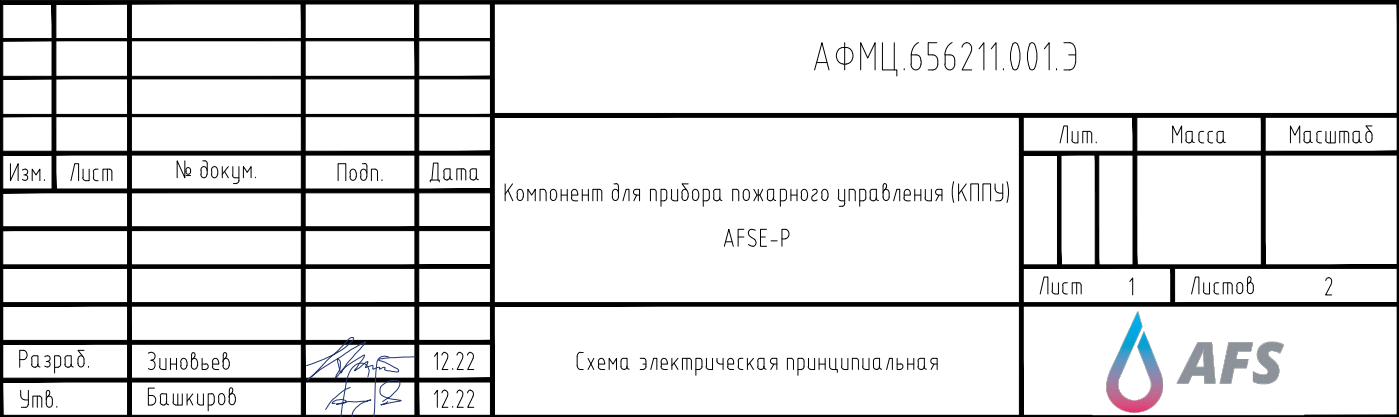 АФМЦ.656211.001.Э
Лит. Масса Масштаб
Изм. Лист № докум. Подп. Дата
Компонент для прибора пожарного управления (КППУ)
AFSE-P
Лист 1 Листов 2
Разраб. Зиновьев 12.22
Схема электрическая принципиальная
AFS
Утв. Башкиров 12.22